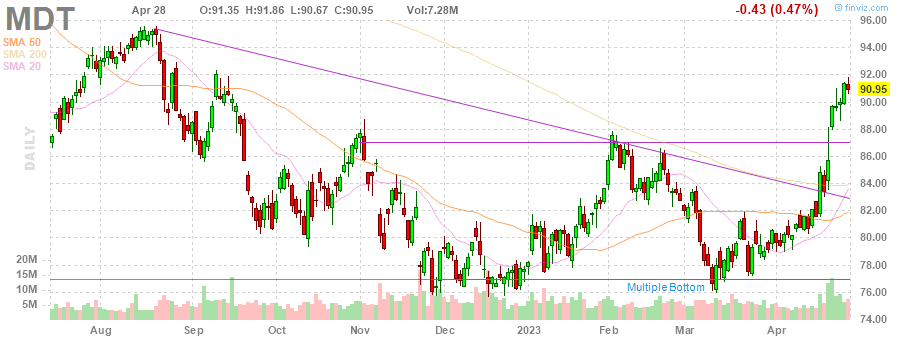 MDT
Apr 28 O:91.35 H:91.86 L:90.67 C:90.95 Vol:7.28M -0.43 (0.47%) © finviz.com
SMA 50
SMA 200
SMA 20
DAILY
96.00
94.00
92.00
90.95
90.00
88.00
86.00
84.00
82.00
80.00
78.00
76.00
74.00
20M
15M
10M
5M
Multiple Bottom
Aug Sep Oct Nov Dec 2023 Feb Mar Apr